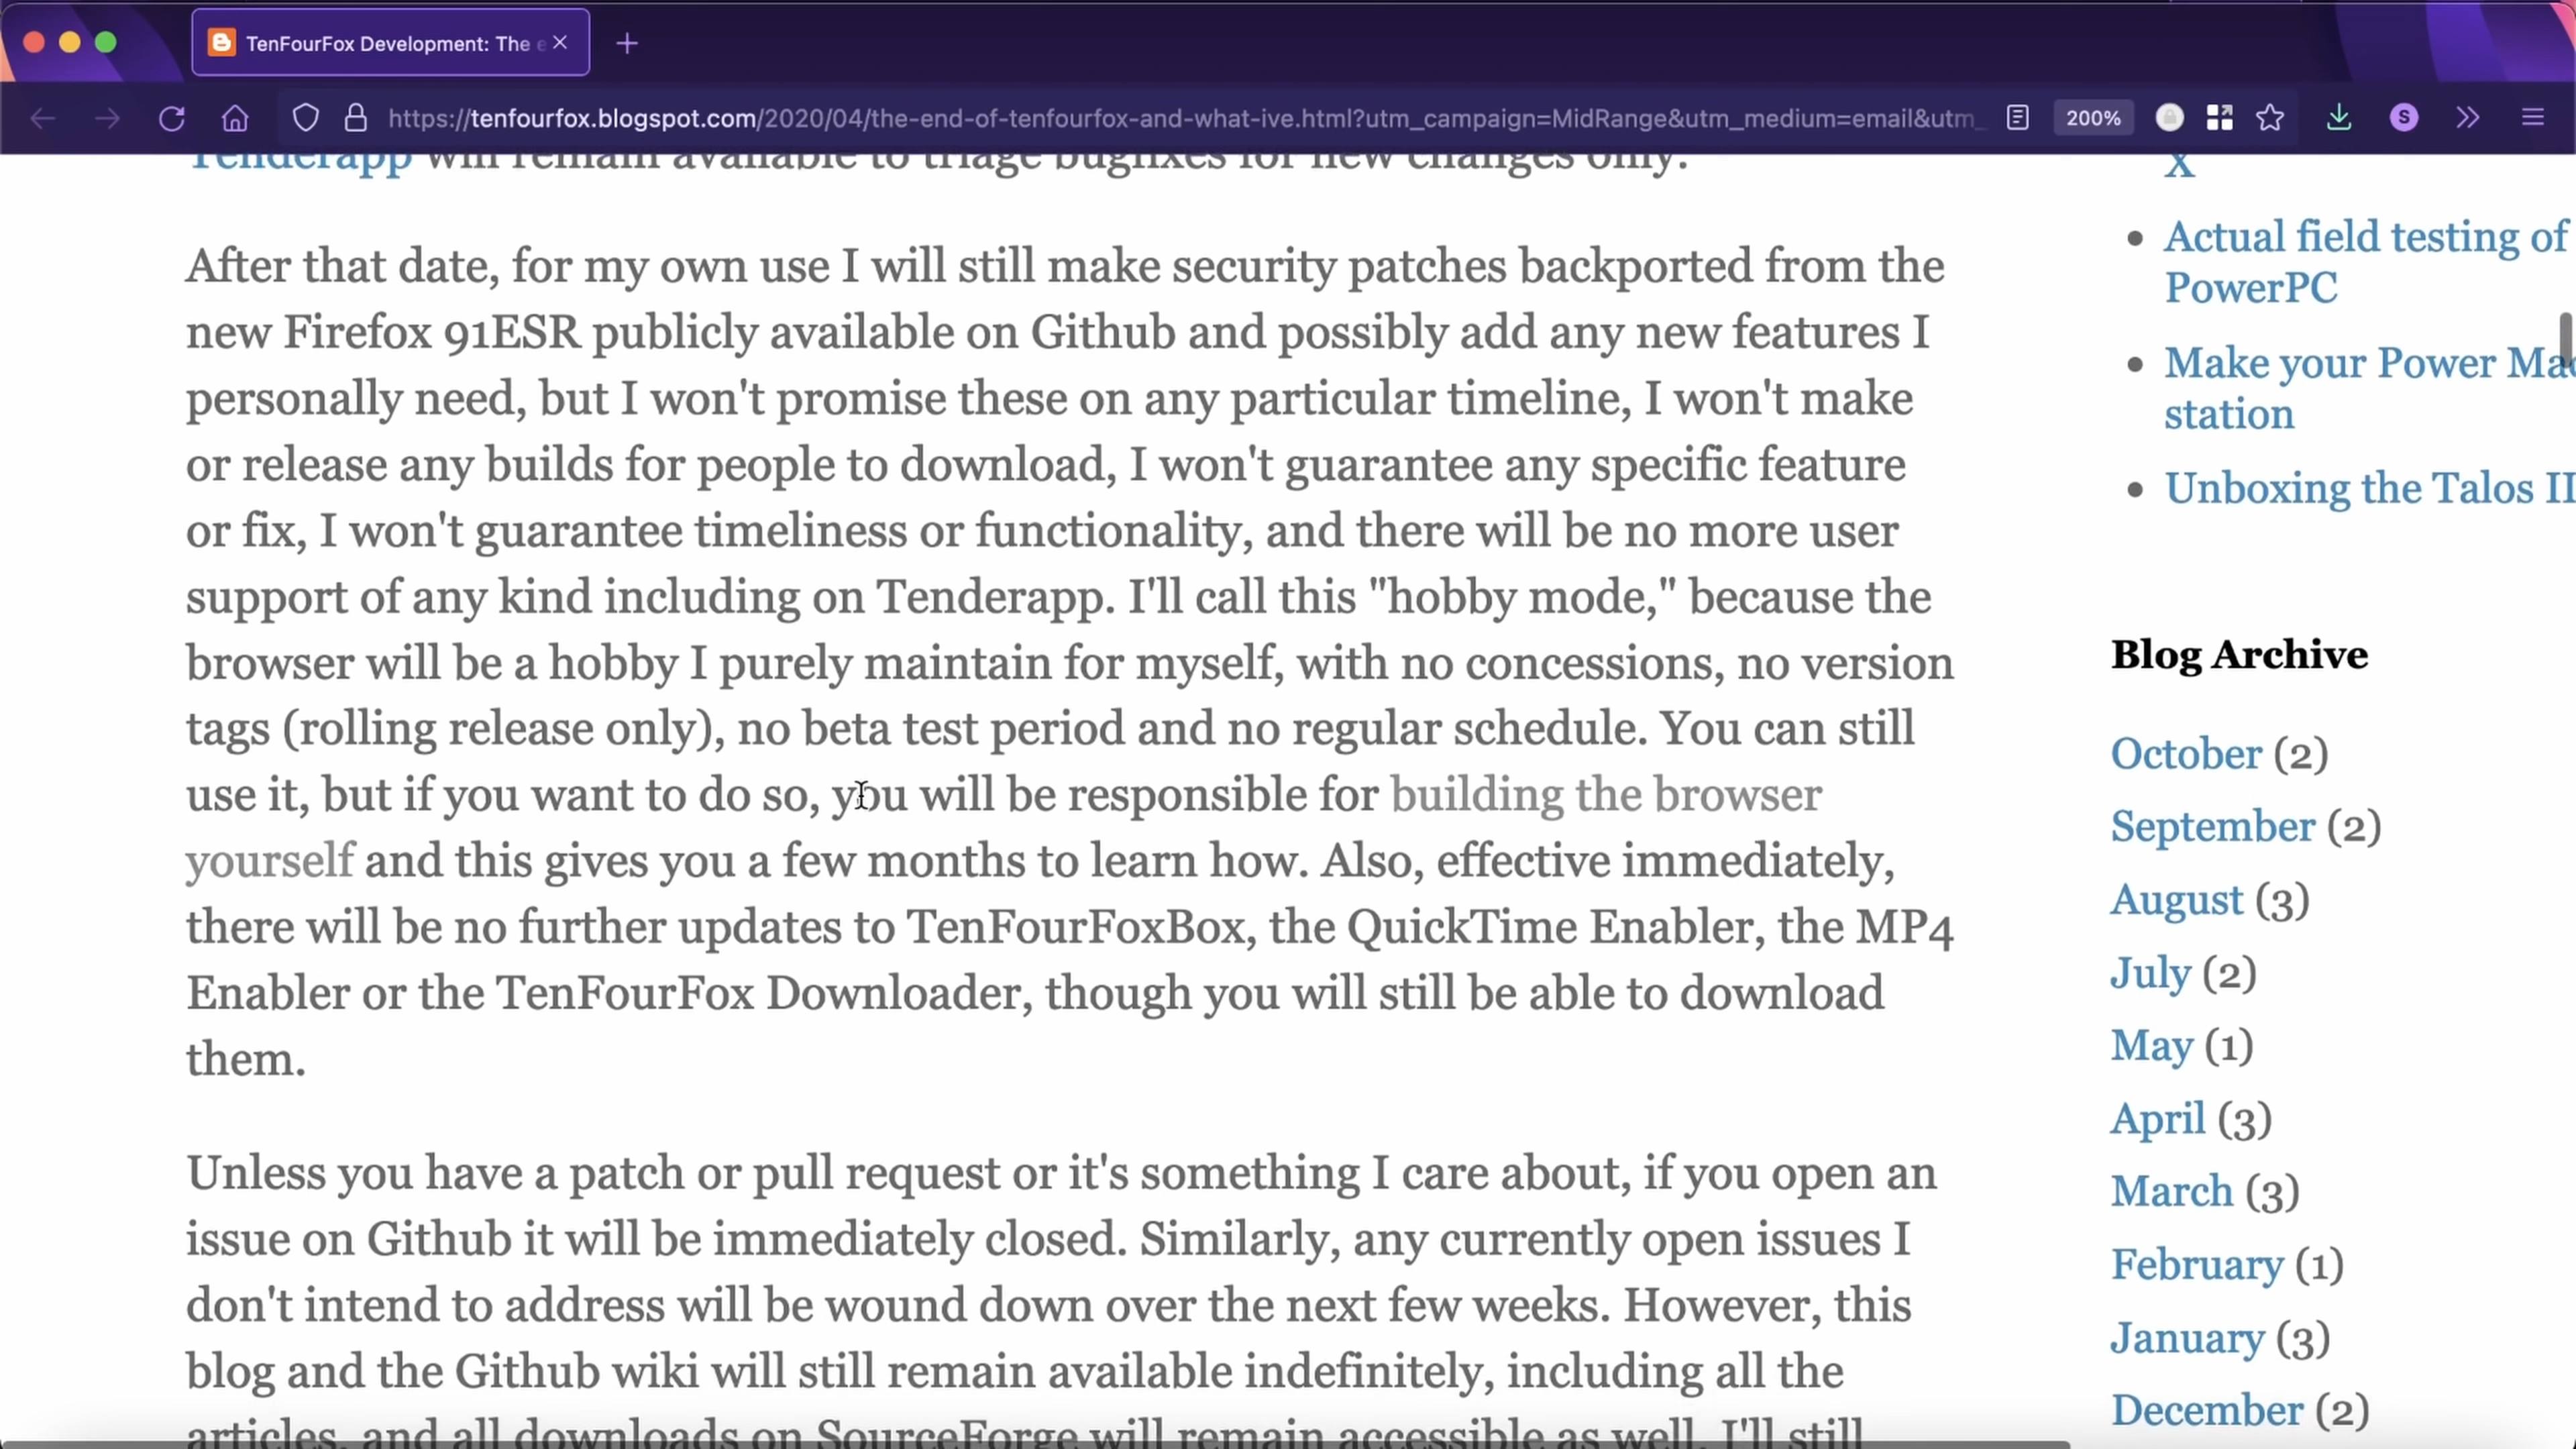 TenFourFox Development: The e
https://tenfourfox.blogspot.com/2020/04/the-end-of-tenfourfox-and-what-ive.html?utm_campaign=MidRange&utm_medium=email&utm_
200%
S
Tenderapp will remain available to triage bugfixes for new changes only.
After that date, for my own use I will still make security patches backported from the
new Firefox 91ESR publicly available on Github and possibly add any new features I
personally need, but I won't promise these on any particular timeline, I won't make
or release any builds for people to download, I won't guarantee any specific feature
or fix, I won't guarantee timeliness or functionality, and there will be no more user
support of any kind including on Tenderapp. I'll call this "hobby mode," because the
browser will be a hobby I purely maintain for myself, with no concessions, no version
tags (rolling release only), no beta test period and no regular schedule. You can still
use it, but if you want to do so, you will be responsible for building the browser
yourself and this gives you a few months to learn how. Also, effective immediately,
there will be no further updates to TenFourFoxBox, the QuickTime Enabler, the MP4
Enabler or the TenFourFox Downloader, though you will still be able to download
them.
Unless you have a patch or pull request or it's something I care about, if you open an
issue on Github it will be immediately closed. Similarly, any currently open issues I
don't intend to address will be wound down over the next few weeks. However, this
blog and the Github wiki will still remain available indefinitely, including all the
articles, and all downloads on SourceForge will remain accessible as well. I'll still
X
Actual field testing of
PowerPC
Make your Power Mac
station
Unboxing the Talos II
Blog Archive
October (2)
September (2)
August (3)
July (2)
May (1)
April (3)
March (3)
February (1)
January (3)
December (2)